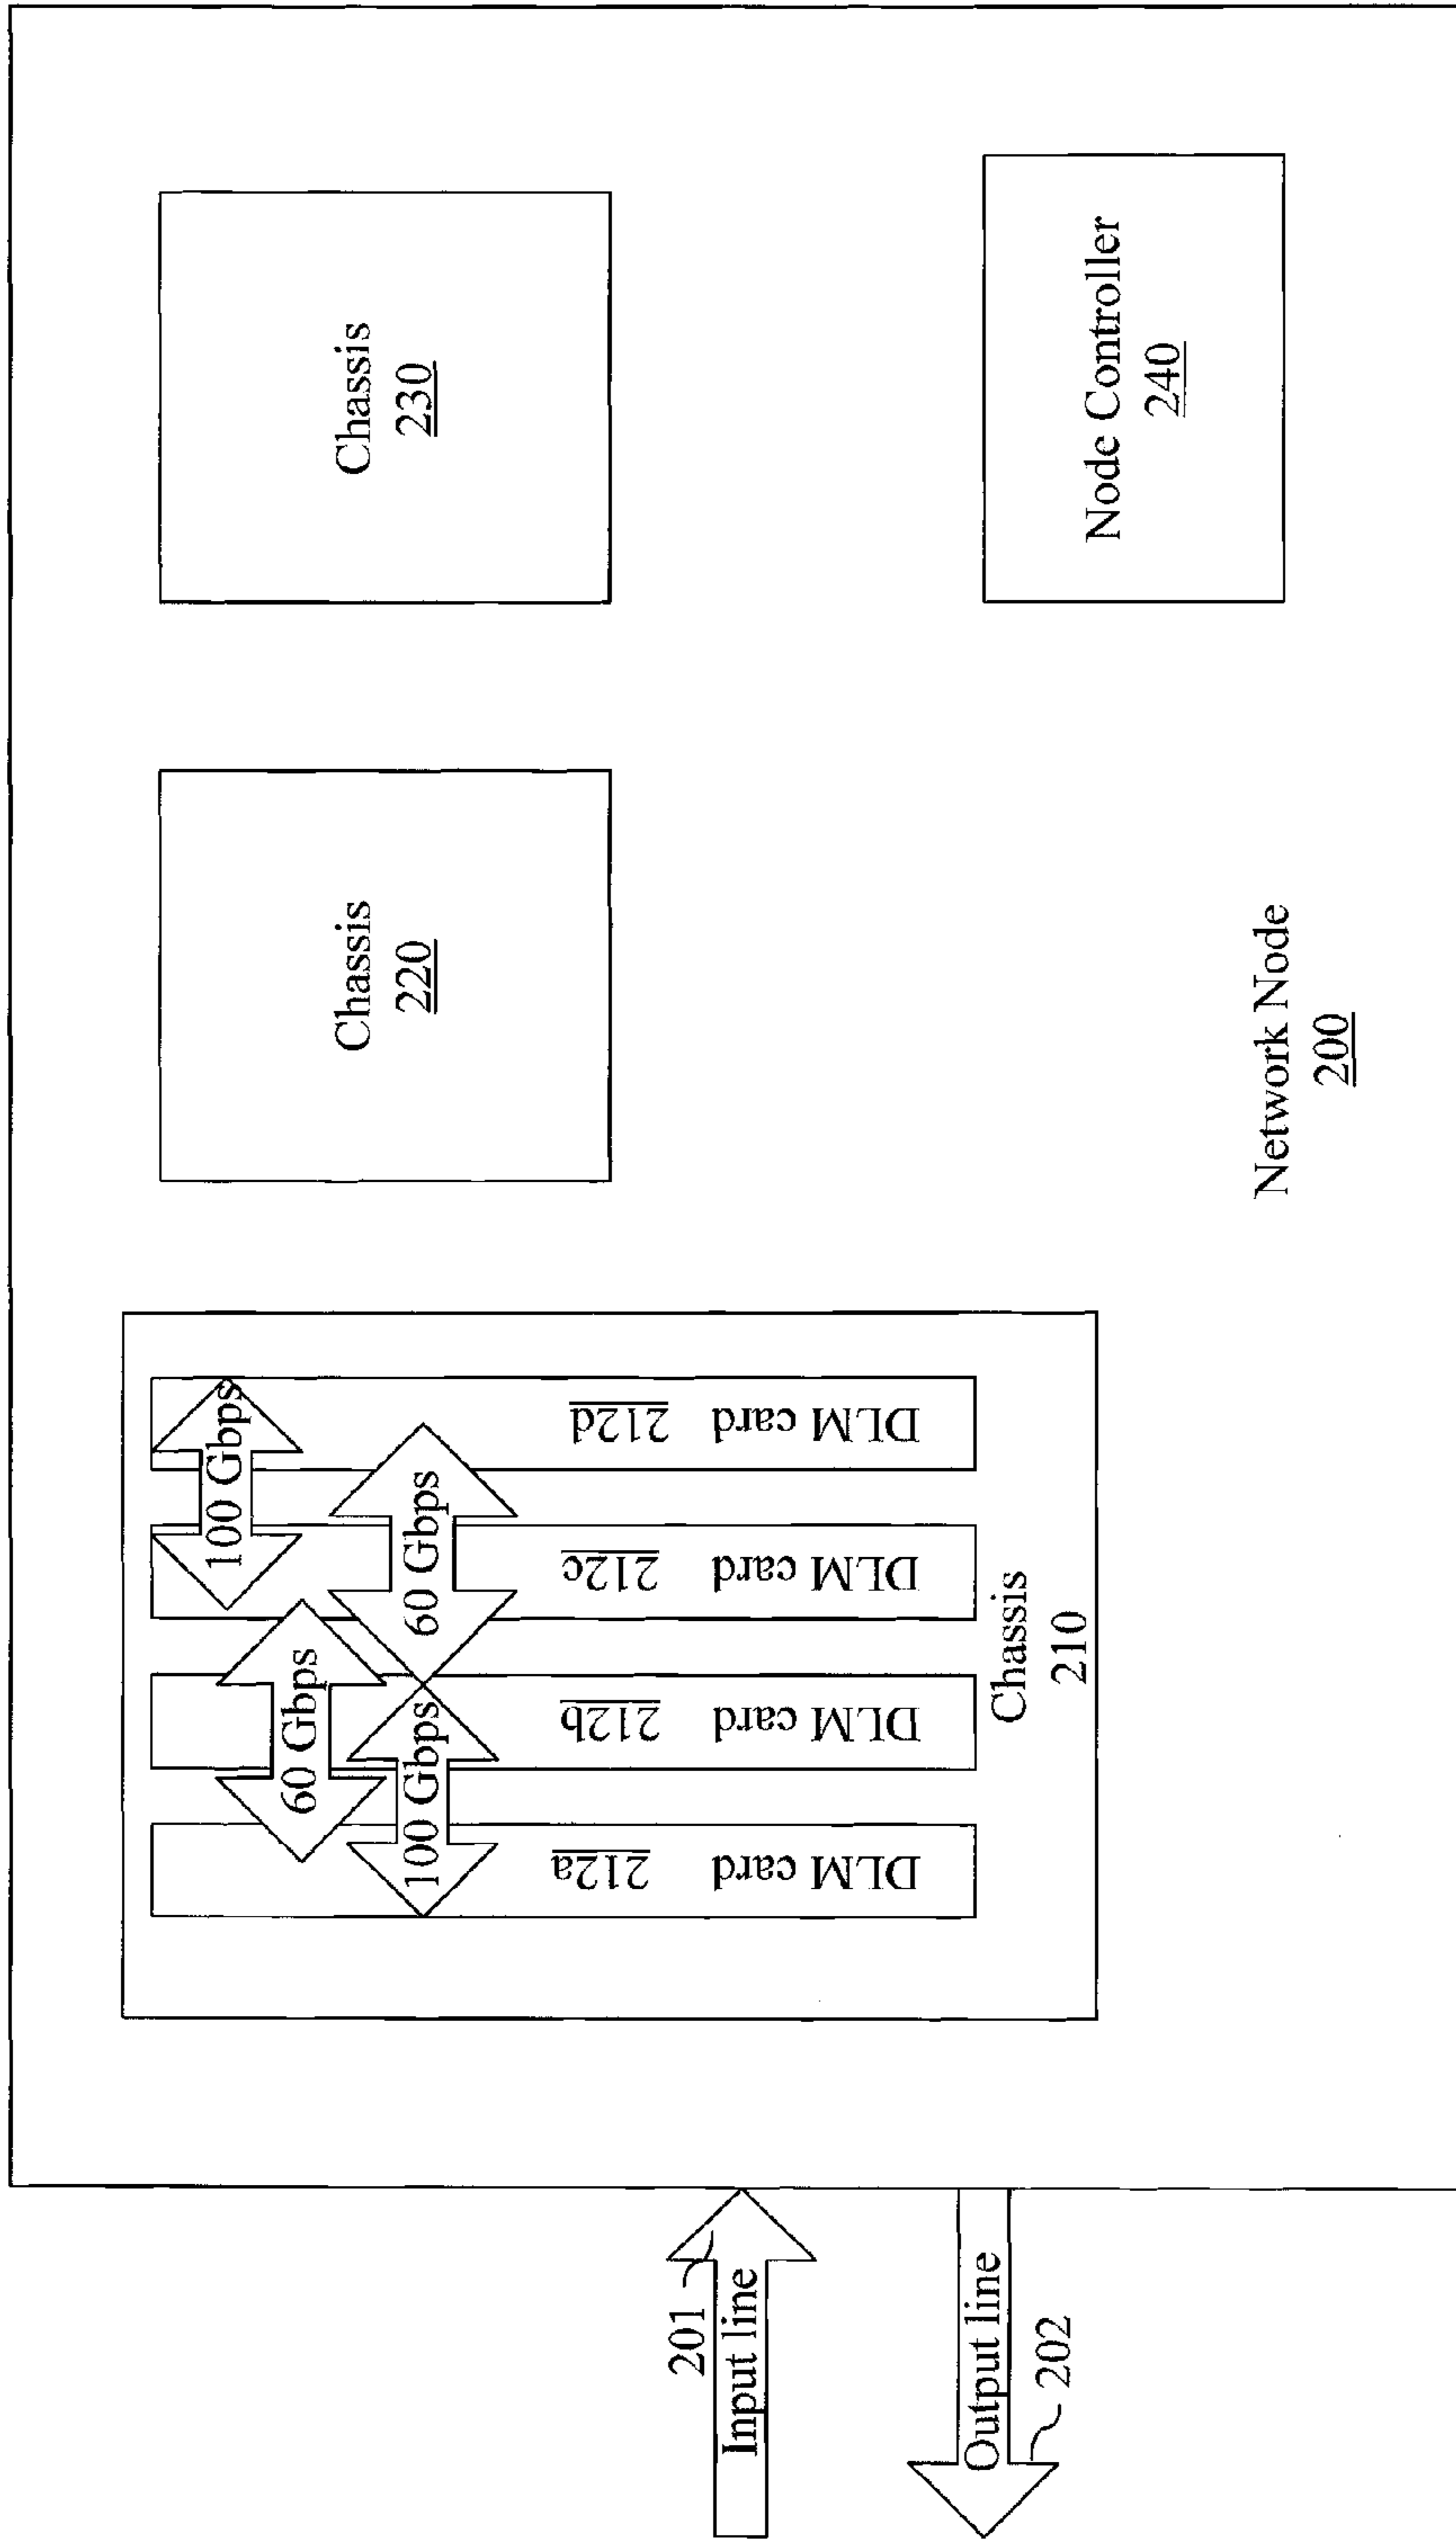 201
Input line
Output line
202
100 Gbps
60 Gbps
60 Gbps
100 Gbps
DLM card 212a
DLM card 212b
DLM card 212c
DLM card 212d
Chassis
210
Chassis
220
Chassis
230
Node Controller
240
Network Node
200